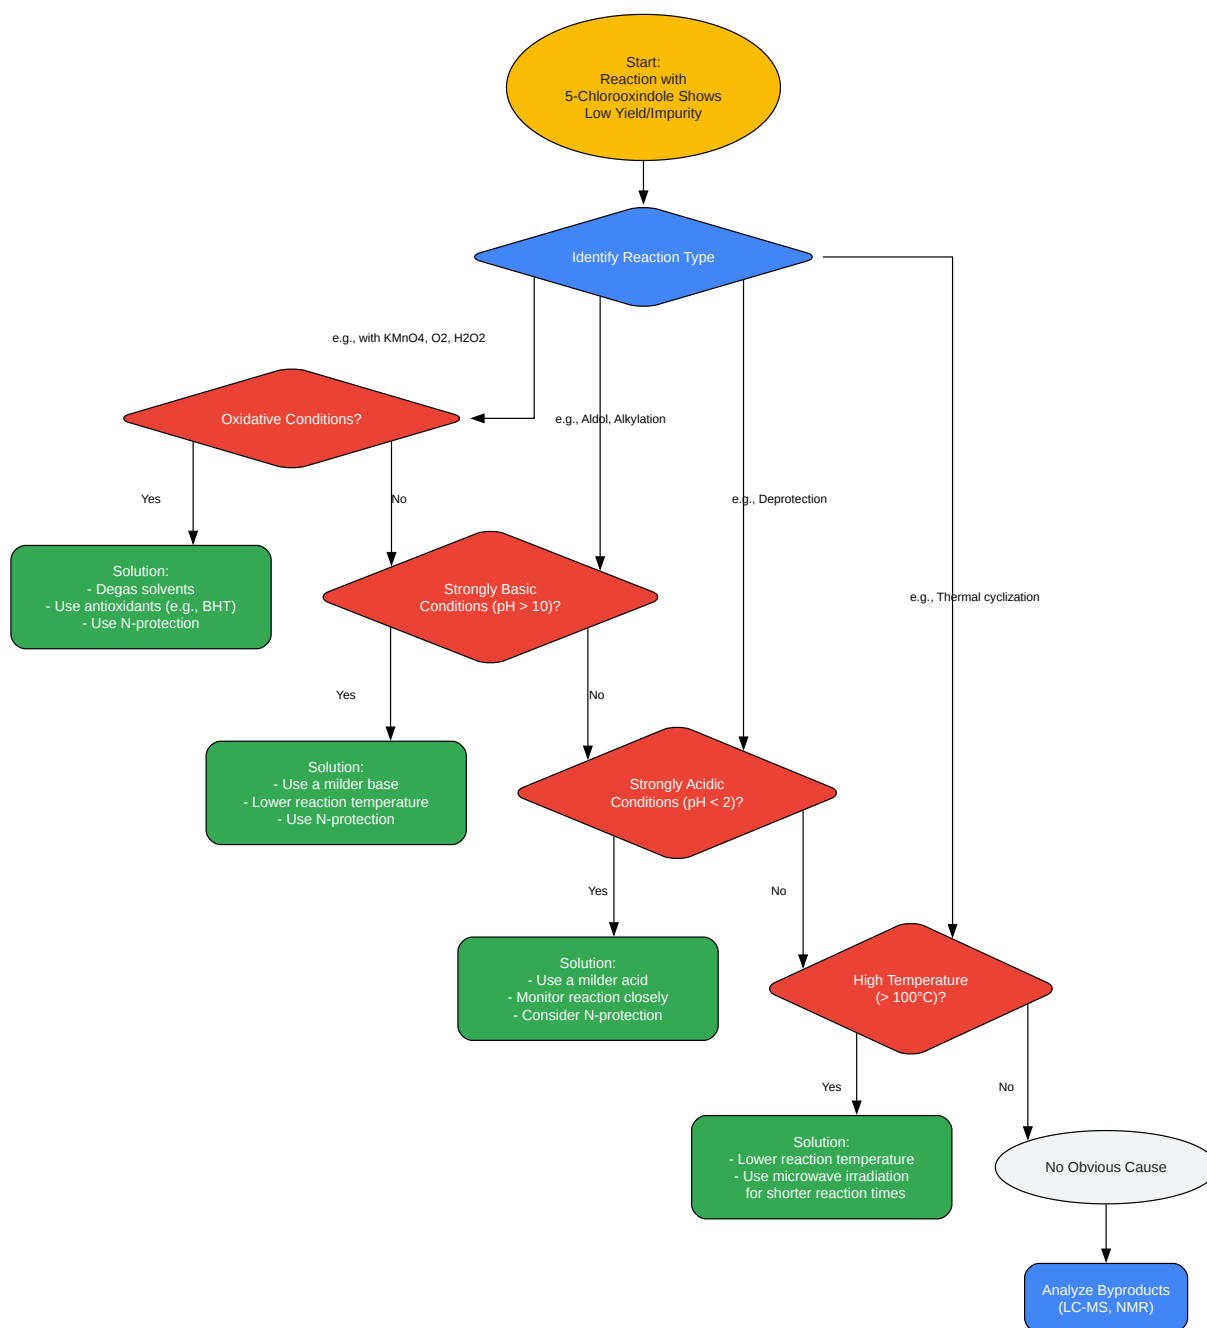 Start:
Reaction with
5-Chlorooxindole Shows
Low Yield/Impurity
Identify Reaction Type
e.g., with KMnO4, O2, H2O2
Oxidative Conditions?
e.g., Aldol, Alkylation
Yes
No
e.g., Deprotection
Solution:
- Degas solvents
- Use antioxidants (e.g., BHT)
- Use N-protection
Strongly Basic
Conditions (pH > 10)?
e.g., Thermal cyclization
Yes
No
Solution:
- Use a milder base
- Lower reaction temperature
- Use N-protection
Strongly Acidic
Conditions (pH < 2)?
Yes
No
Solution:
- Use a milder acid
- Monitor reaction closely
- Consider N-protection
High Temperature
(> 100°C)?
Yes
No
Solution:
- Lower reaction temperature
- Use microwave irradiation
for shorter reaction times
No Obvious Cause
Analyze Byproducts
(LC-MS, NMR)